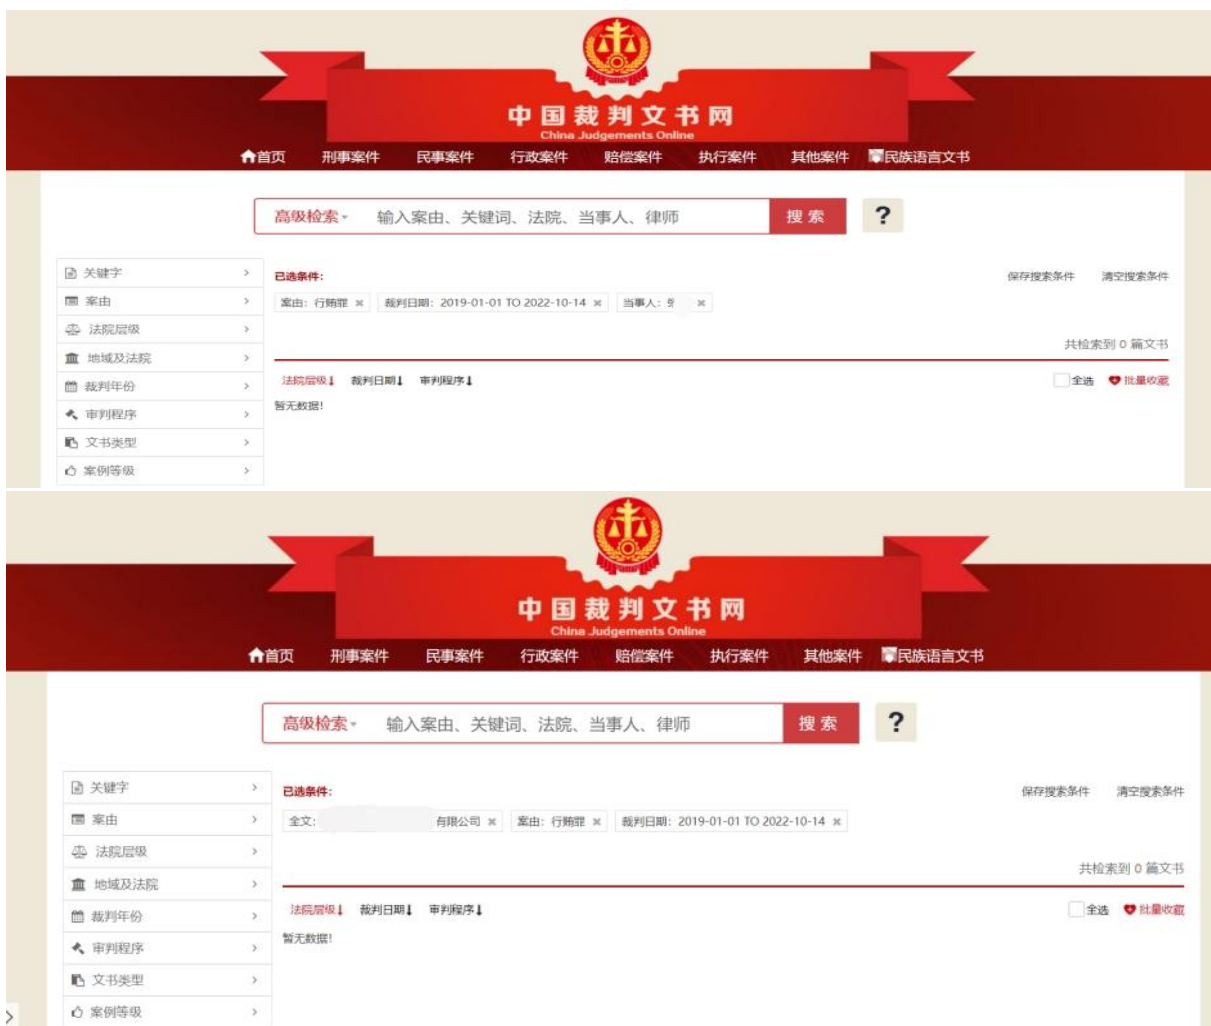 中国裁判文书网
China Judgements Online
首页 刑事案件 民事案件 行政案件 赔偿案件 执行案件 其他案件 民族语言文书
高级检索 输入案由、关键词、法院、当事人、律师 搜索 ?
关键字
案由
法院层级
地域及法院
裁判年份
审判程序
文书类型
案例等级
已选条件:
保存搜索条件 清空搜索条件
案由：行贿罪 × 裁判日期：2019-01-01 TO 2022-10-14 × 当事人： ×
共检索到 0 篇文书
法院层级↓ 裁判日期↓ 审判程序↓
全选 批量收藏
暂无数据!
中国裁判文书网
China Judgements Online
首页 刑事案件 民事案件 行政案件 赔偿案件 执行案件 其他案件 民族语言文书
高级检索 输入案由、关键词、法院、当事人、律师 搜索 ?
关键字
案由
法院层级
地域及法院
裁判年份
审判程序
文书类型
案例等级
已选条件:
保存搜索条件 清空搜索条件
全文： 有限公司 × 案由：行贿罪 × 裁判日期：2019-01-01 TO 2022-10-14 ×
共检索到 0 篇文书
法院层级↓ 裁判日期↓ 审判程序↓
全选 批量收藏
暂无数据!